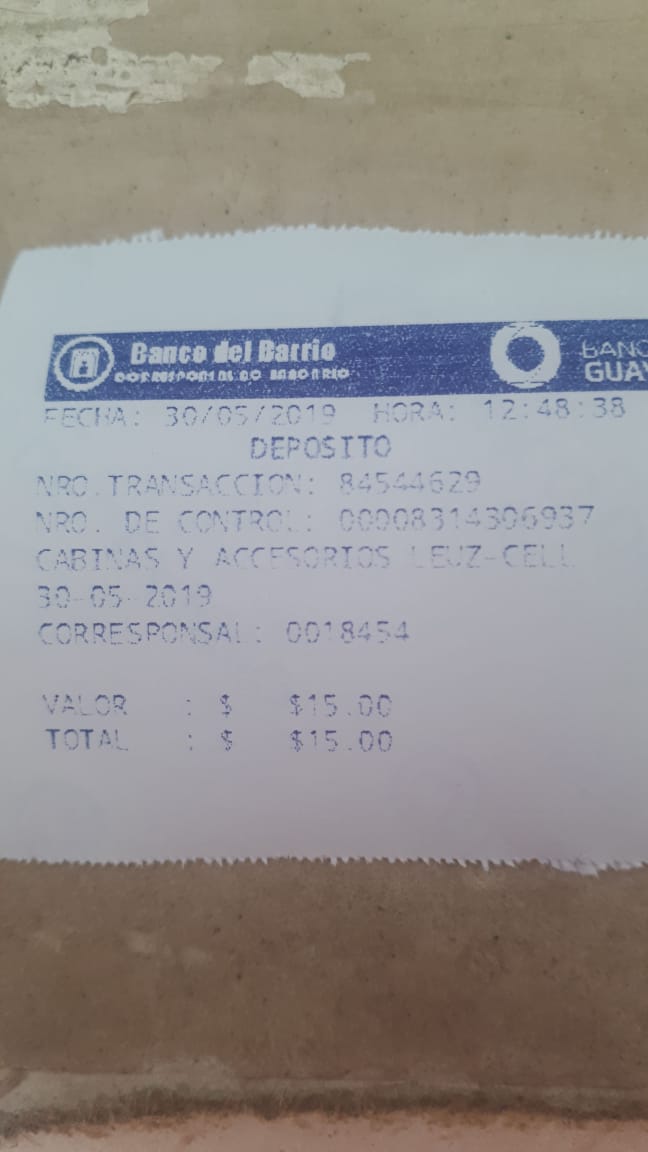 Banco del Barrio
CORRESPONSAL NO BANCARIO
BANC
GUAY
FECHA: 30/05/2019 HORA: 12:48:38
DEPOSITO
NRO.TRANSACCION: 84544629
NRO. DE CONTROL: 000083143 06937
CABINAS Y ACCESORIOS LEUZ-CELL
30-05-2019
CORRESPONSAL: 0018454
VALOR : $ $15.00
TOTAL : $ $15.00